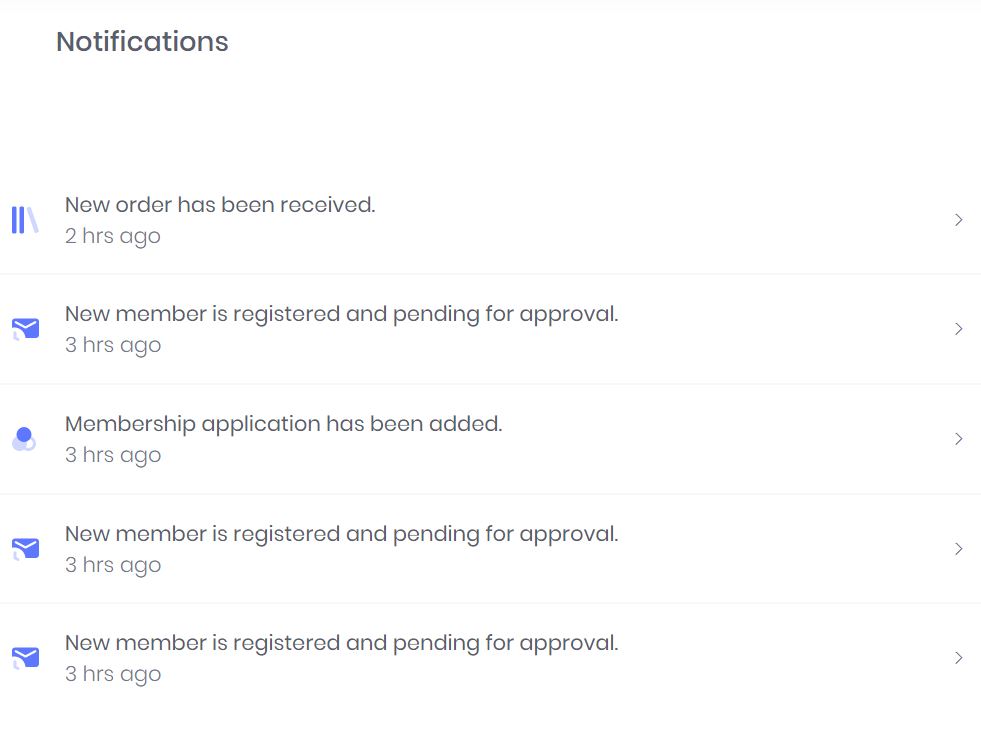 Notifications
New order has been received.
2 hrs ago
New member is registered and pending for approval.
3 hrs ago
Membership application has been added.
3 hrs ago
New member is registered and pending for approval.
3 hrs ago
New member is registered and pending for approval.
3 hrs ago